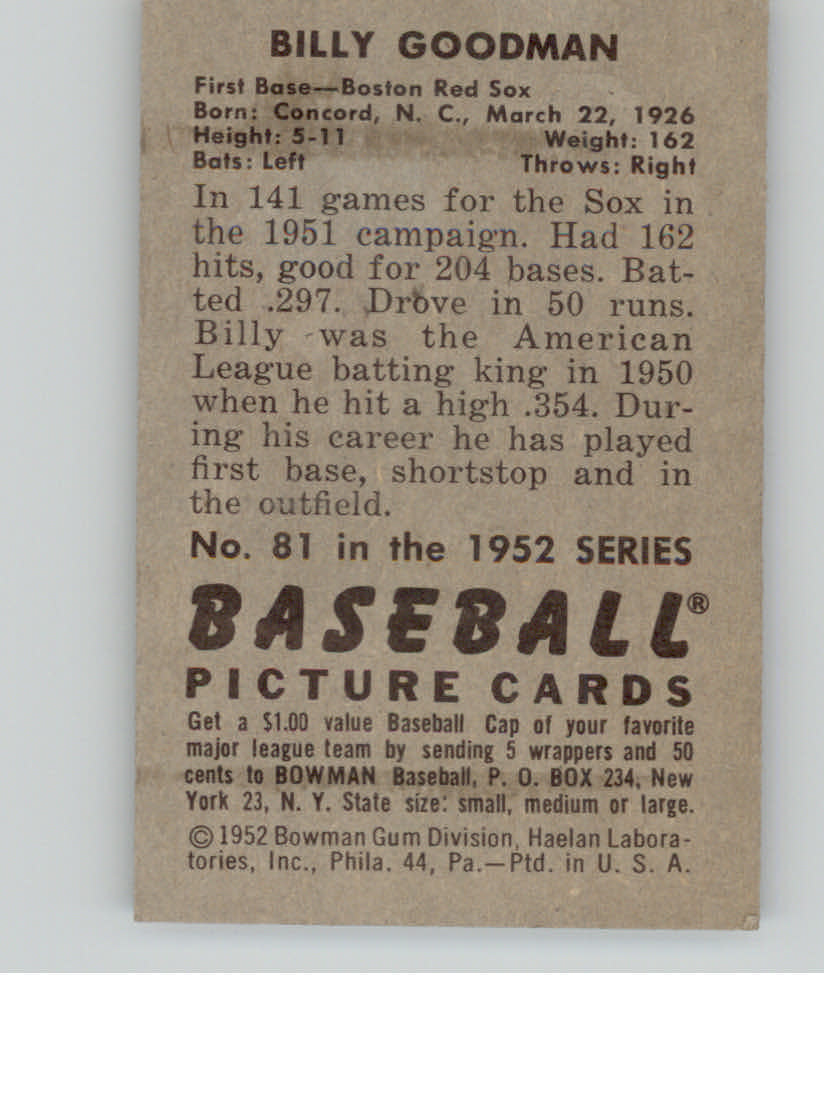 BILLY GOODMAN
First Base—Boston Red Sox
Born: Concord, N. C., March 22, 1926
Height: 5-11 Weight: 162
Bats: Left Throws: Right
In 141 games for the Sox in
the 1951 campaign. Had 162
hits, good for 204 bases. Bat-
ted .297. Drove in 50 runs.
Billy was the American
League batting king in 1950
when he hit a high .354. Dur-
ing his career he has played
first base, shortstop and in
the outfield.
No. 81 in the 1952 SERIES
BASEBALL®
PICTURE CARDS
Get a $1.00 value Baseball Cap of your favorite
major league team by sending 5 wrappers and 50
cents to BOWMAN Baseball, P. O. BOX 234, New
York 23, N. Y. State size: small, medium or large.
© 1952 Bowman Gum Division, Haelan Labora-
tories, Inc., Phila. 44, Pa.—Ptd. in U. S. A.